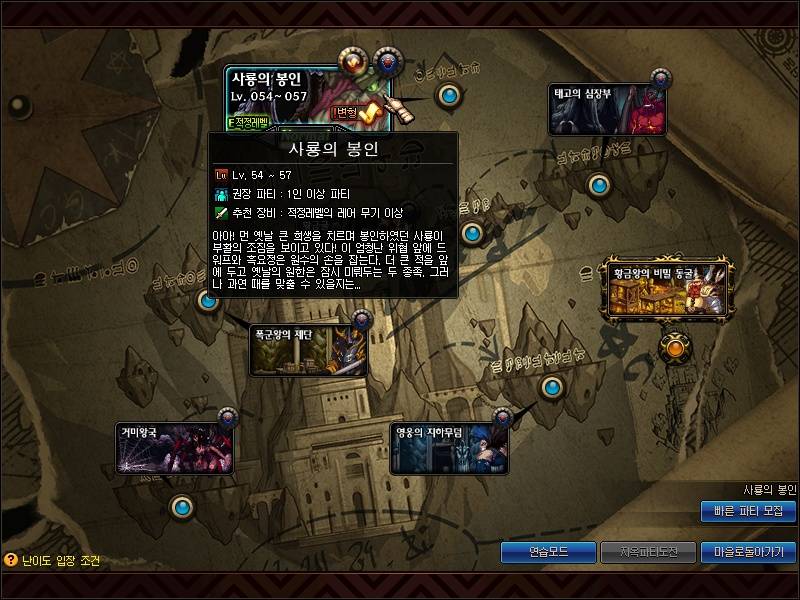 사룡의 봉인
Lv. 054 ~ 057
변형
E적정레벨
태고의 심장부
사룡의 봉인
Lv Lv. 54 ~ 57
권장 파티 : 1인 이상 파티
추천 장비 : 적정레벨의 레어 무기 이상
아아! 먼 옛날 큰 희생을 치르며 봉인하였던 사룡이
부활의 조짐을 보이고 있다! 이 엄청난 위협 앞에 드
워프와 흑요정은 원수의 손을 잡는다. 더 큰 적을 앞
에 두고 옛날의 원한은 잠시 미뤄두는 두 종족. 그러
나 과연 때를 맞출 수 있을지는...
황금왕의 비밀 동굴
폭군왕의 제단
거미왕국
영웅의 지하무덤
사룡의 봉인
빠른 파티 모집
? 난이도 입장 조건
연습모드
지옥파티도전
마을로돌아가기